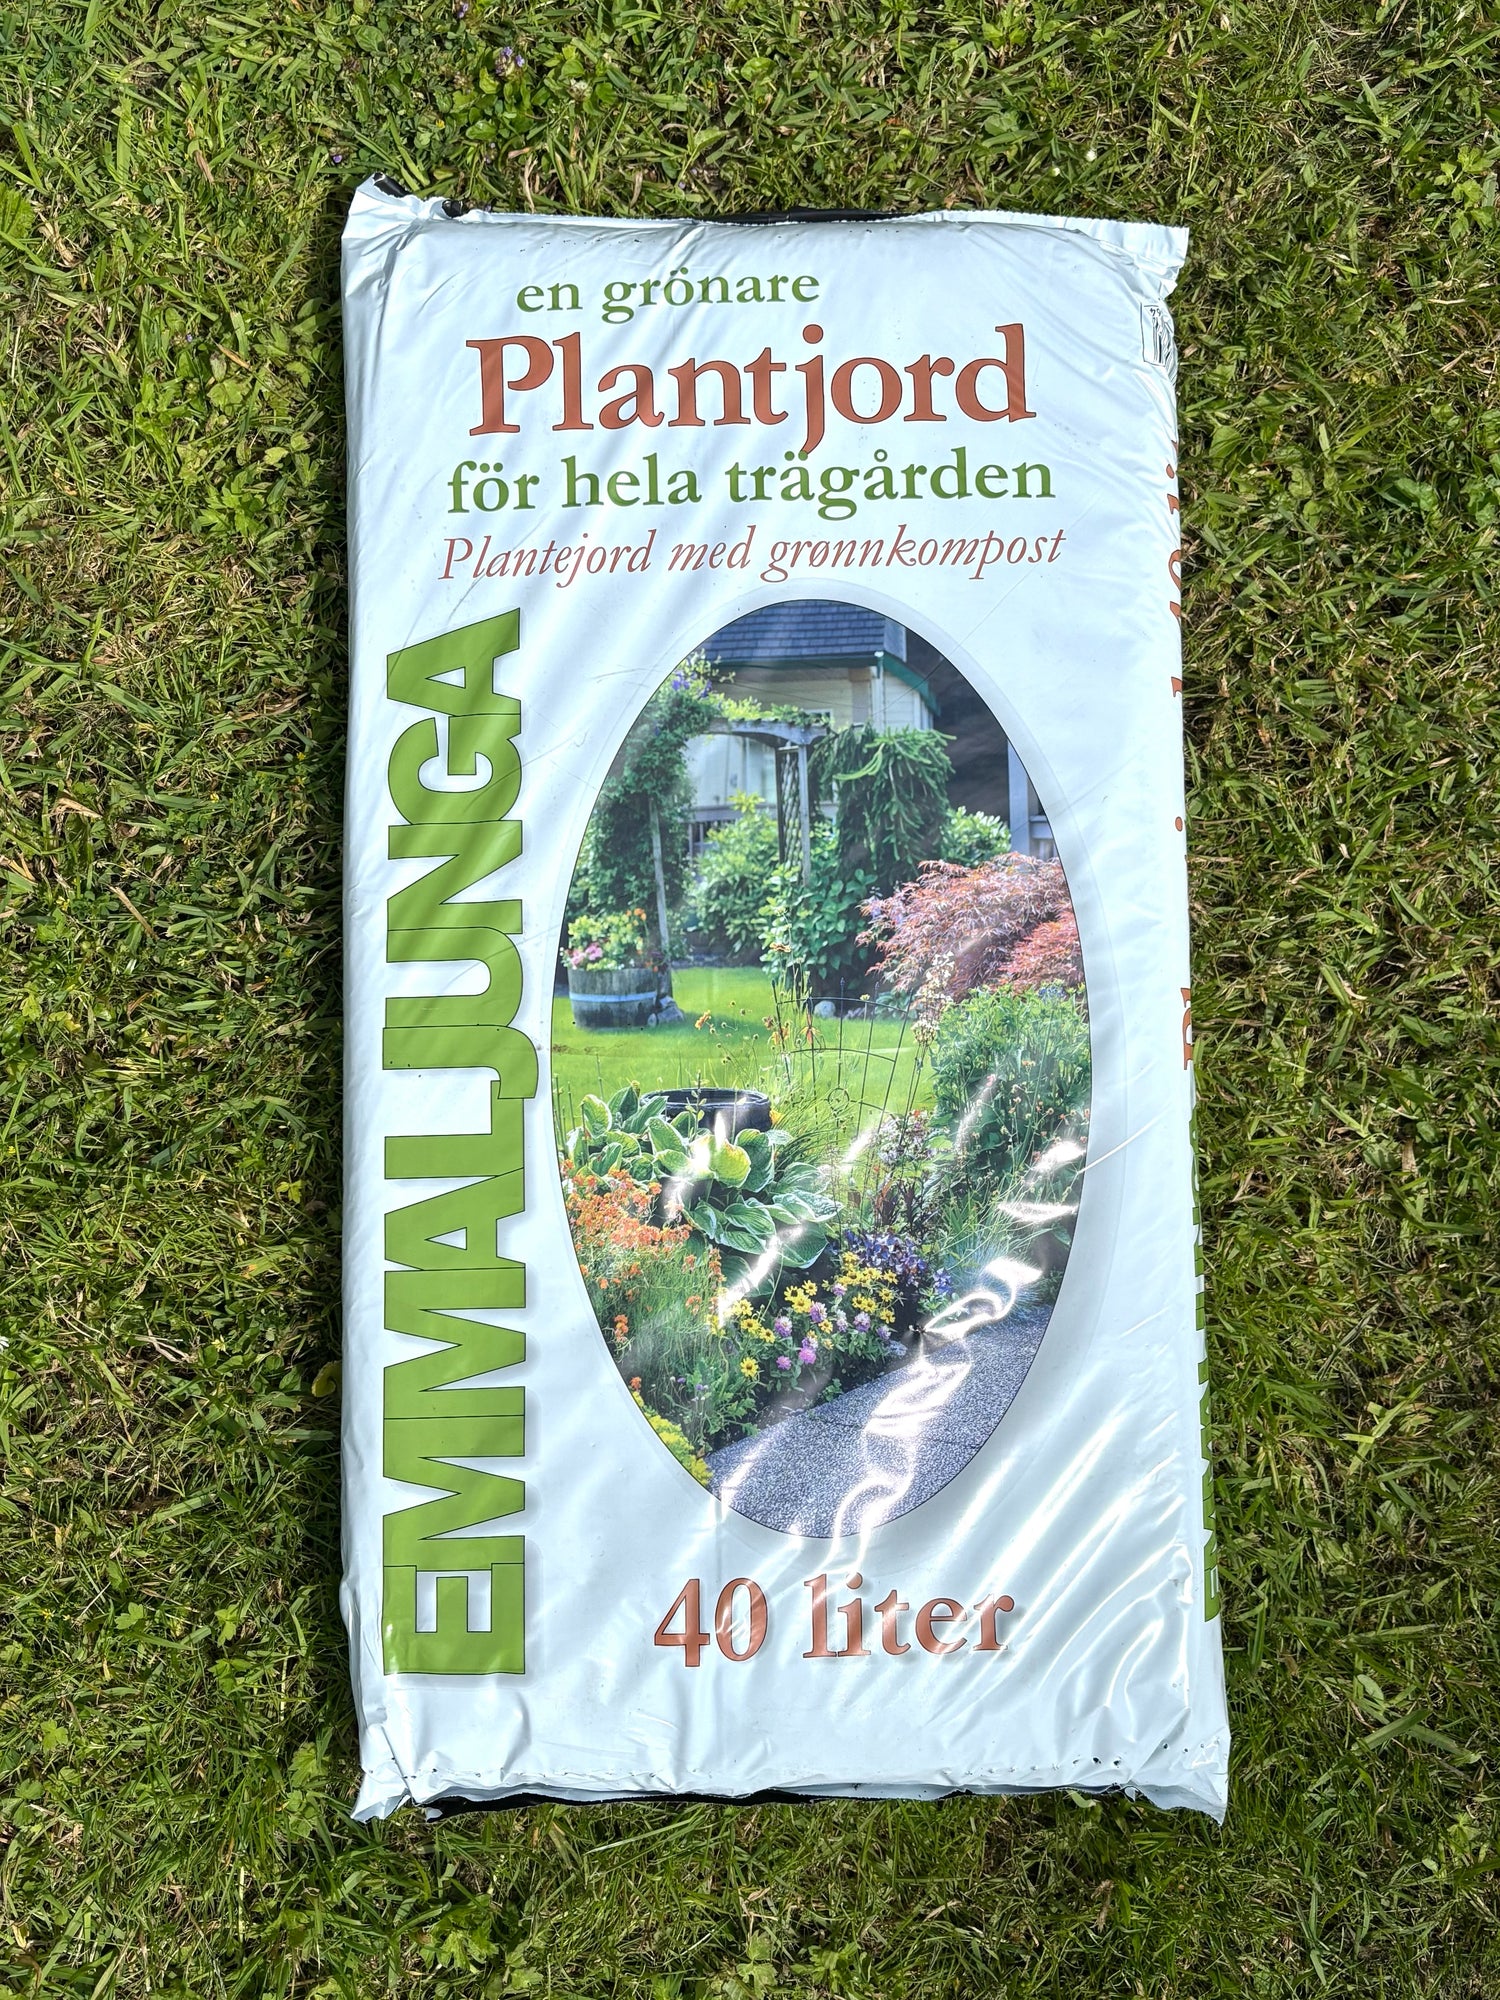 en grönare
Plantjord
för hela trägården
Plantejord med grønnkompost
EMMALJUNGA
40 liter